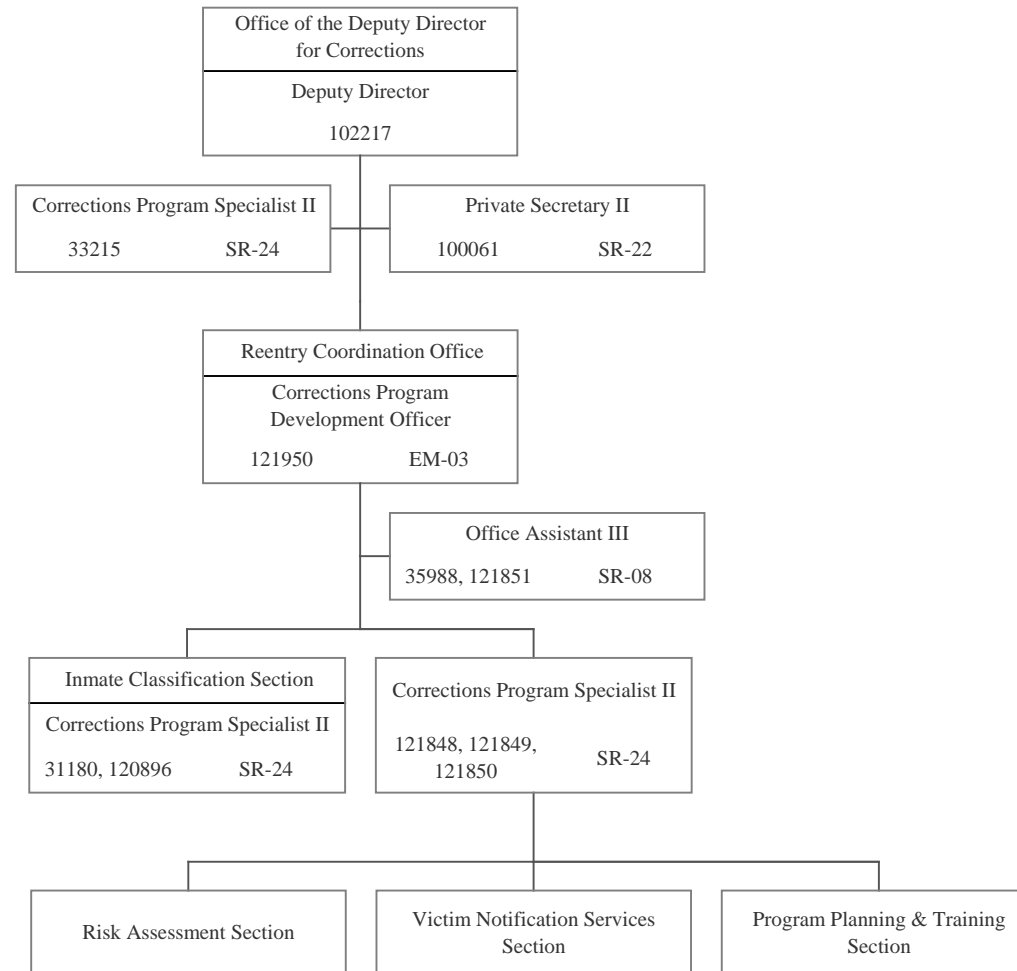 Office of the Deputy Director
for Corrections
Deputy Director
102217
Corrections Program Specialist II
33215 SR-24
Private Secretary II
100061 SR-22
Reentry Coordination Office
Corrections Program
Development Officer
121950 EM-03
Office Assistant III
35988, 121851 SR-08
Inmate Classification Section
Corrections Program Specialist II
31180, 120896 SR-24
Corrections Program Specialist II
121848, 121849,
121850
SR-24
Risk Assessment Section
Victim Notification Services
Section
Program Planning & Training
Section